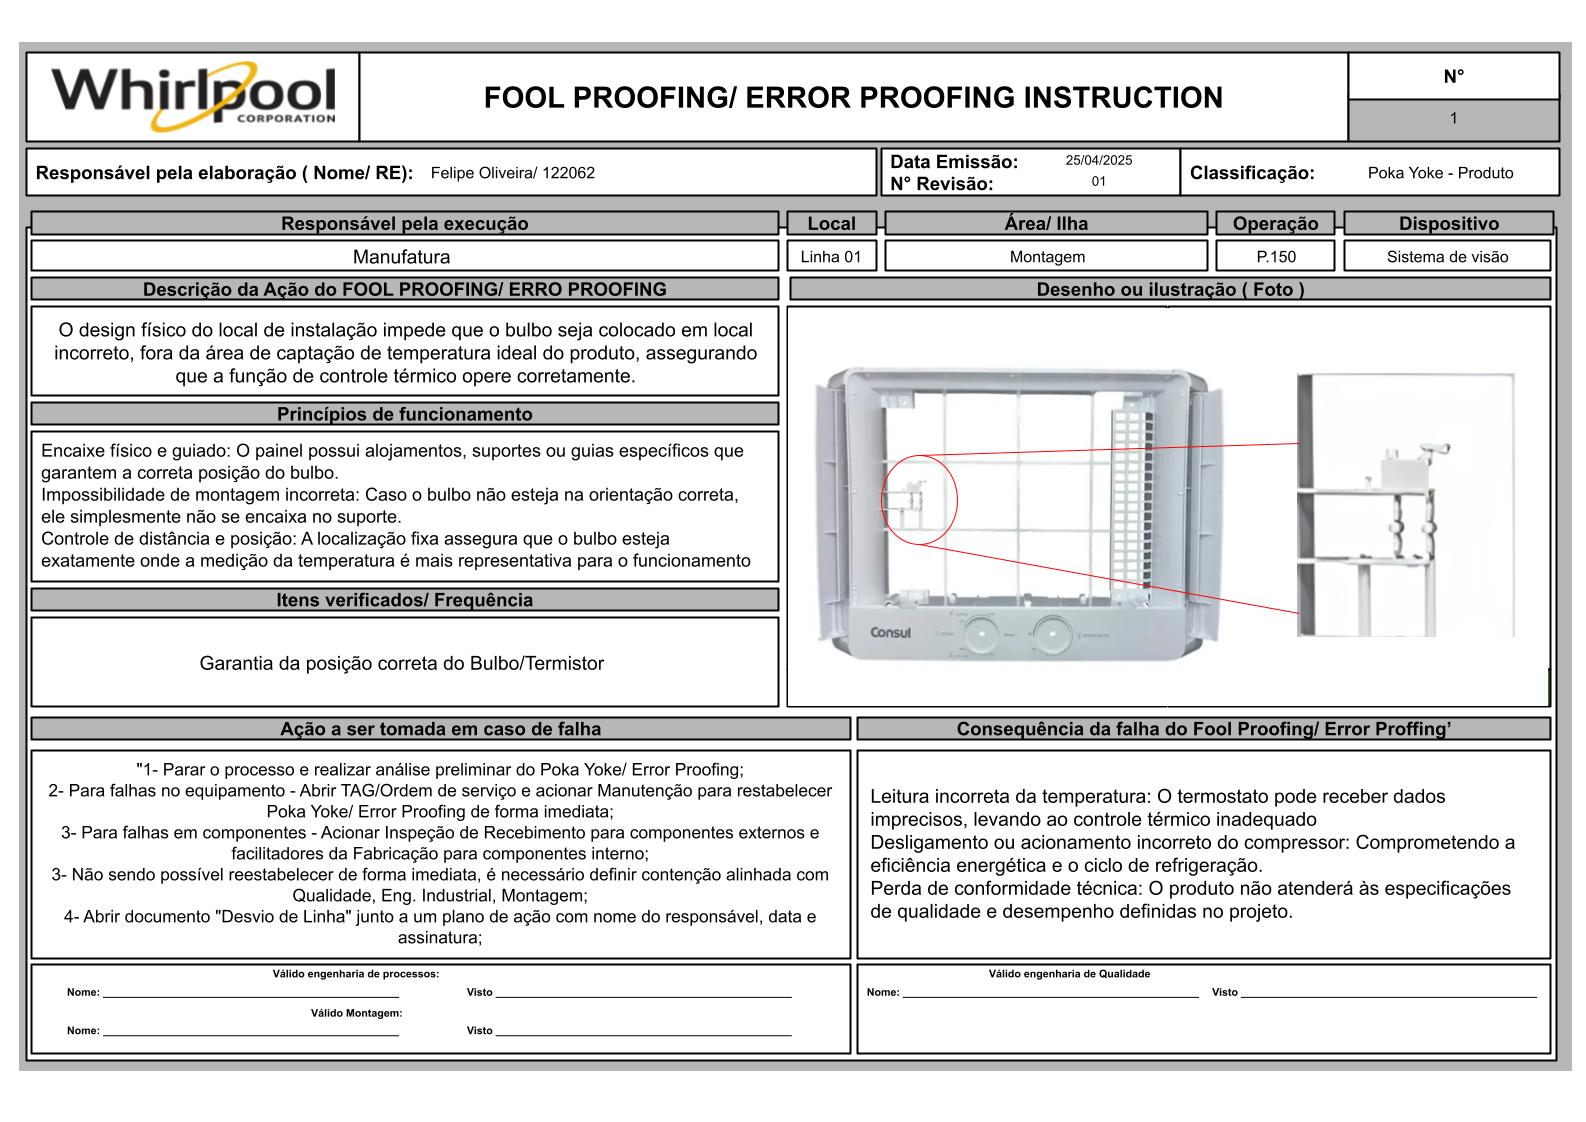 Whirlpool
CORPORATION
FOOL PROOFING/ ERROR PROOFING INSTRUCTION
N°
1
Responsável pela elaboração ( Nome/ RE): Felipe Oliveira/ 122062
Data Emissão: 25/04/2025
N° Revisão: 01
Classificação: Poka Yoke - Produto
Responsável pela execução
Local
Área/ Ilha
Operação
Dispositivo
Manufatura
Linha 01
Montagem
P.150
Sistema de visão
Descrição da Ação do FOOL PROOFING/ ERRO PROOFING
O design físico do local de instalação impede que o bulbo seja colocado em local
incorreto, fora da área de captação de temperatura ideal do produto, assegurando
que a função de controle térmico opere corretamente.
Princípios de funcionamento
Encaixe físico e guiado: O painel possui alojamentos, suportes ou guias específicos que
garantem a correta posição do bulbo.
Impossibilidade de montagem incorreta: Caso o bulbo não esteja na orientação correta,
ele simplesmente não se encaixa no suporte.
Controle de distância e posição: A localização fixa assegura que o bulbo esteja
exatamente onde a medição da temperatura é mais representativa para o funcionamento
Itens verificados/ Frequência
Garantia da posição correta do Bulbo/Termistor
Desenho ou ilustração ( Foto )
Consul
Ação a ser tomada em caso de falha
"1- Parar o processo e realizar análise preliminar do Poka Yoke/ Error Proofing;
2- Para falhas no equipamento - Abrir TAG/Ordem de serviço e acionar Manutenção para restabelecer
Poka Yoke/ Error Proofing de forma imediata;
3- Para falhas em componentes - Acionar Inspeção de Recebimento para componentes externos e
facilitadores da Fabricação para componentes interno;
3- Não sendo possível reestabelecer de forma imediata, é necessário definir contenção alinhada com
Qualidade, Eng. Industrial, Montagem;
4- Abrir documento "Desvio de Linha" junto a um plano de ação com nome do responsável, data e
assinatura;
Consequência da falha do Fool Proofing/ Error Proffing’
Leitura incorreta da temperatura: O termostato pode receber dados
imprecisos, levando ao controle térmico inadequado
Desligamento ou acionamento incorreto do compressor: Comprometendo a
eficiência energética e o ciclo de refrigeração.
Perda de conformidade técnica: O produto não atenderá às especificações
de qualidade e desempenho definidas no projeto.
Válido engenharia de processos:
Nome: Visto
Válido Montagem:
Nome: Visto
Válido engenharia de Qualidade
Nome: Visto